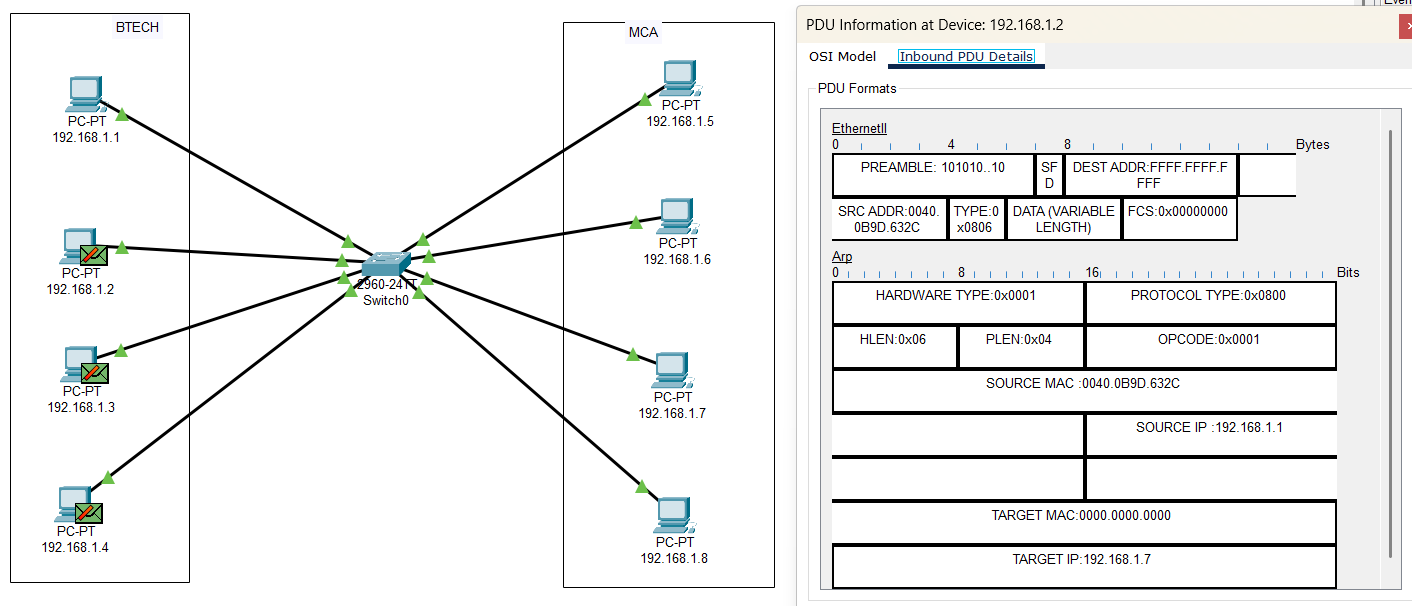 BTECH
PC-PT
192.168.1.1
PC-PT
192.168.1.2
PC-PT
192.168.1.3
PC-PT
192.168.1.4
2960-24TT
Switch0
MCA
PC-PT
192.168.1.5
PC-PT
192.168.1.6
PC-PT
192.168.1.7
PC-PT
192.168.1.8
PDU Information at Device: 192.168.1.2
OSI Model Inbound PDU Details
PDU Formats
EthernetII
0 4 8 Bytes
PREAMBLE: 101010..10
SF
D
DEST ADDR:FFFF.FFFF.F
FFF
SRC ADDR:0040.
0B9D.632C
TYPE:0
x0806
DATA (VARIABLE
LENGTH)
FCS:0x00000000
Arp
0 8 16 Bits
HARDWARE TYPE:0x0001 PROTOCOL TYPE:0x0800
HLEN:0x06 PLEN:0x04 OPCODE:0x0001
SOURCE MAC :0040.0B9D.632C
SOURCE IP :192.168.1.1
TARGET MAC:0000.0000.0000
TARGET IP:192.168.1.7